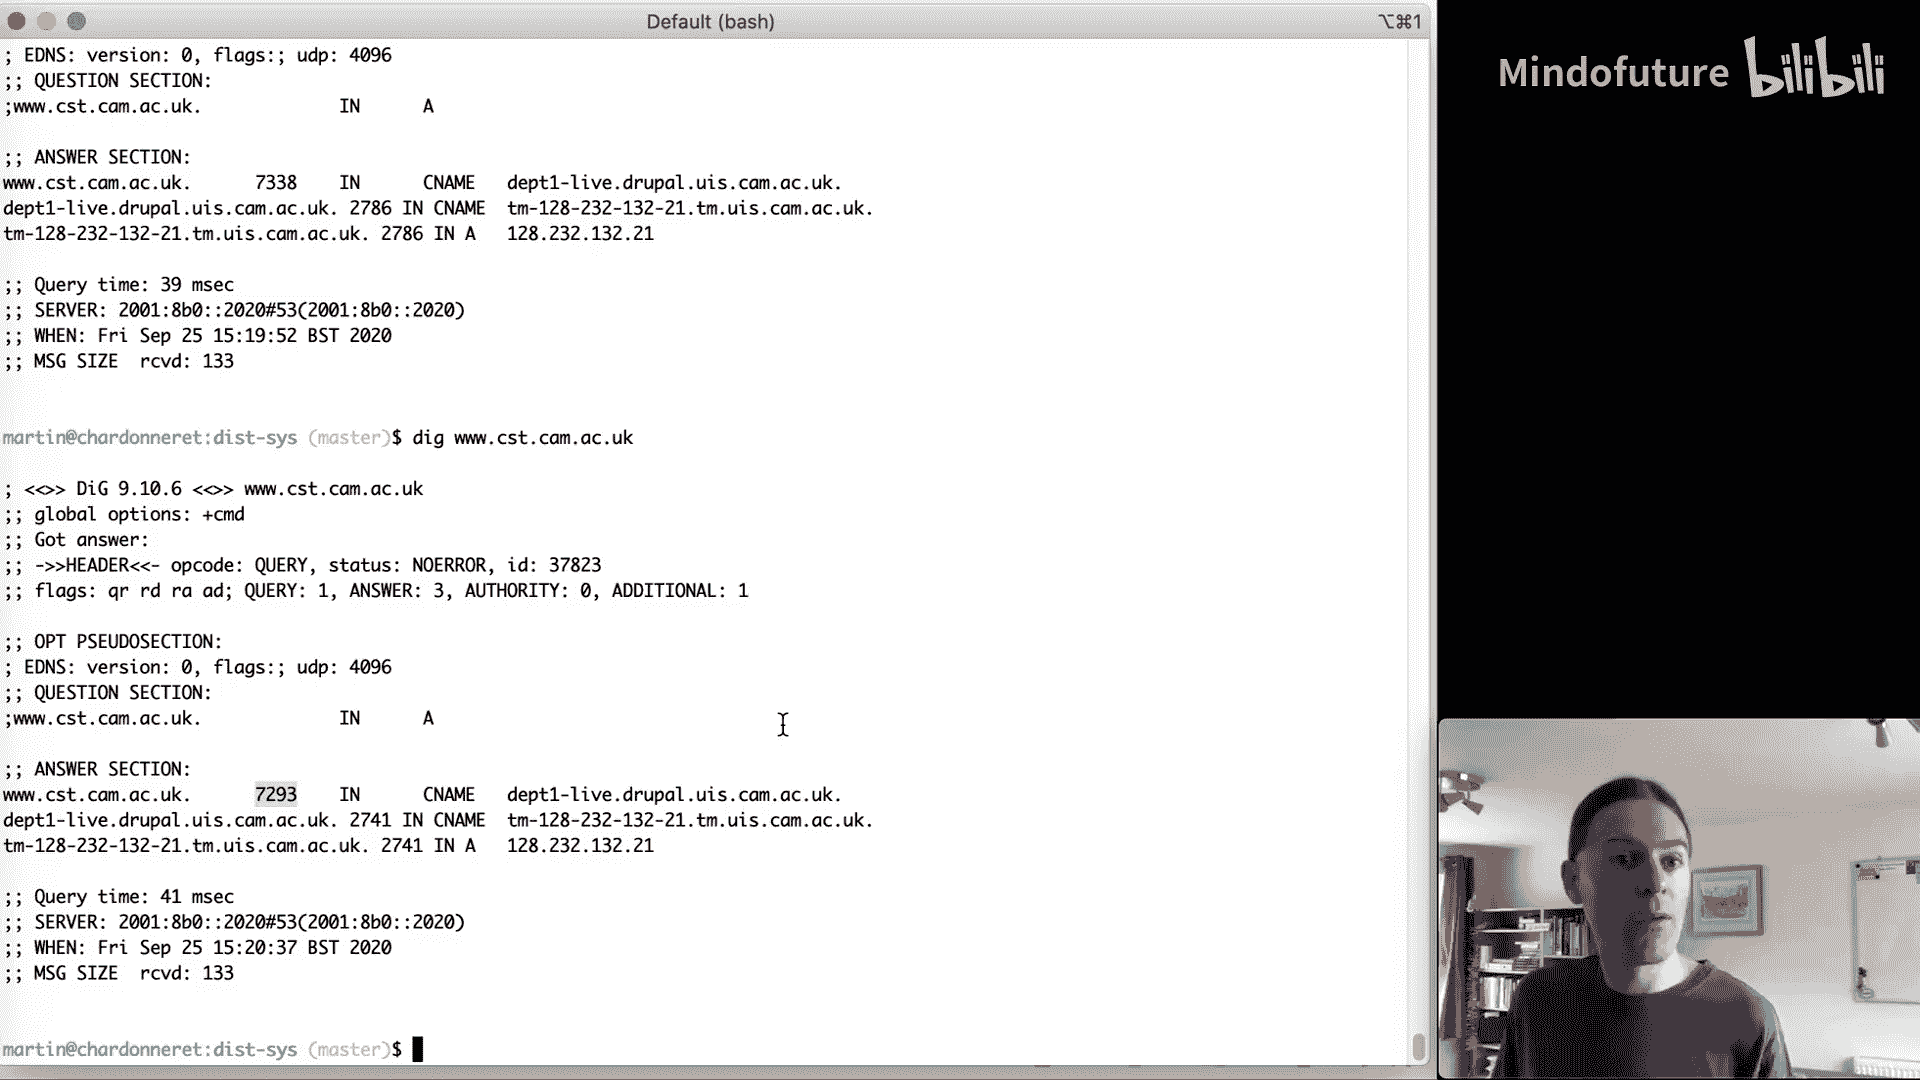 Default (bash)
⌥⌘1
; EDNS: version: 0, flags:; udp: 4096
;; QUESTION SECTION:
;www.cst.cam.ac.uk. IN A
;; ANSWER SECTION:
www.cst.cam.ac.uk. 7338 IN CNAME dept1-live.drupal.uis.cam.ac.uk.
dept1-live.drupal.uis.cam.ac.uk. 2786 IN CNAME tm-128-232-132-21.tm.uis.cam.ac.uk.
tm-128-232-132-21.tm.uis.cam.ac.uk. 2786 IN A 128.232.132.21
;; Query time: 39 msec
;; SERVER: 2001:8b0::2020#53(2001:8b0::2020)
;; WHEN: Fri Sep 25 15:19:52 BST 2020
;; MSG SIZE rcvd: 133
martin@chardonneret:dist-sys (master)$ dig www.cst.cam.ac.uk
; <<>> DiG 9.10.6 <<>> www.cst.cam.ac.uk
;; global options: +cmd
;; Got answer:
;; ->>HEADER<<- opcode: QUERY, status: NOERROR, id: 37823
;; flags: qr rd ra ad; QUERY: 1, ANSWER: 3, AUTHORITY: 0, ADDITIONAL: 1
;; OPT PSEUDOSECTION:
; EDNS: version: 0, flags:; udp: 4096
;; QUESTION SECTION:
;www.cst.cam.ac.uk. IN A
;; ANSWER SECTION:
www.cst.cam.ac.uk. 7293 IN CNAME dept1-live.drupal.uis.cam.ac.uk.
dept1-live.drupal.uis.cam.ac.uk. 2741 IN CNAME tm-128-232-132-21.tm.uis.cam.ac.uk.
tm-128-232-132-21.tm.uis.cam.ac.uk. 2741 IN A 128.232.132.21
;; Query time: 41 msec
;; SERVER: 2001:8b0::2020#53(2001:8b0::2020)
;; WHEN: Fri Sep 25 15:20:37 BST 2020
;; MSG SIZE rcvd: 133
martin@chardonneret:dist-sys (master)$
Mindofuture bilibili